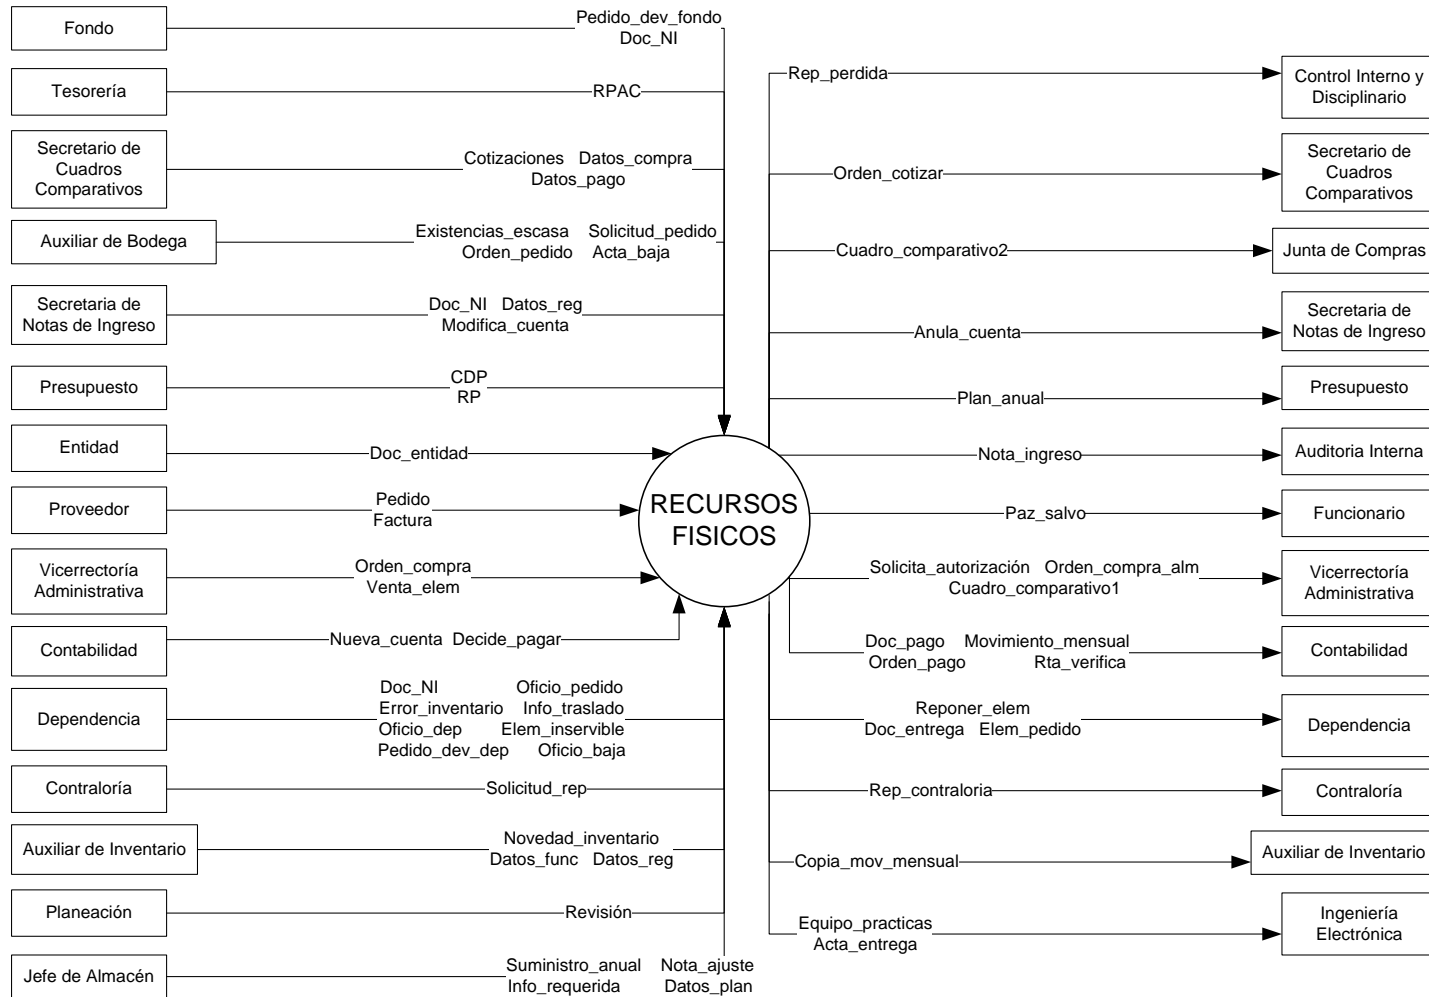 Fondo
Pedido_dev_fondo
Doc_NI
Tesorería
RPAC
Secretario de
Cuadros
Comparativos
Cotizaciones Datos_compra
Datos_pago
Auxiliar de Bodega
Existencias_escasa Solicitud_pedido
Orden_pedido Acta_baja
Secretaria de
Notas de Ingreso
Doc_NI Datos_reg
Modifica_cuenta
Presupuesto
CDP
RP
Entidad
Doc_entidad
Proveedor
Pedido
Factura
Vicerrectoría
Administrativa
Orden_compra
Venta_elem
Contabilidad
Nueva_cuenta Decide_pagar
Dependencia
Doc_NI Oficio_pedido
Error_inventario Info_traslado
Oficio_dep Elem_inservible
Pedido_dev_dep Oficio_baja
Contraloría
Solicitud_rep
Auxiliar de Inventario
Novedad_inventario
Datos_func Datos_reg
Planeación
Revisión
Jefe de Almacén
Suministro_anual Nota_ajuste
Info_requerida Datos_plan
RECURSOS
FISICOS
Rep_perdida
Control Interno y
Disciplinario
Orden_cotizar
Secretario de
Cuadros
Comparativos
Cuadro_comparativo2
Junta de Compras
Anula_cuenta
Secretaria de
Notas de Ingreso
Plan_anual
Presupuesto
Nota_ingreso
Auditoria Interna
Paz_salvo
Funcionario
Solicita_autorización Orden_compra_alm
Cuadro_comparativo1
Vicerrectoría
Administrativa
Doc_pago Movimiento_mensual
Orden_pago Rta_verifica
Contabilidad
Reponer_elem
Doc_entrega Elem_pedido
Dependencia
Rep_contraloria
Contraloría
Copia_mov_mensual
Auxiliar de Inventario
Equipo_practicas
Acta_entrega
Ingeniería
Electrónica